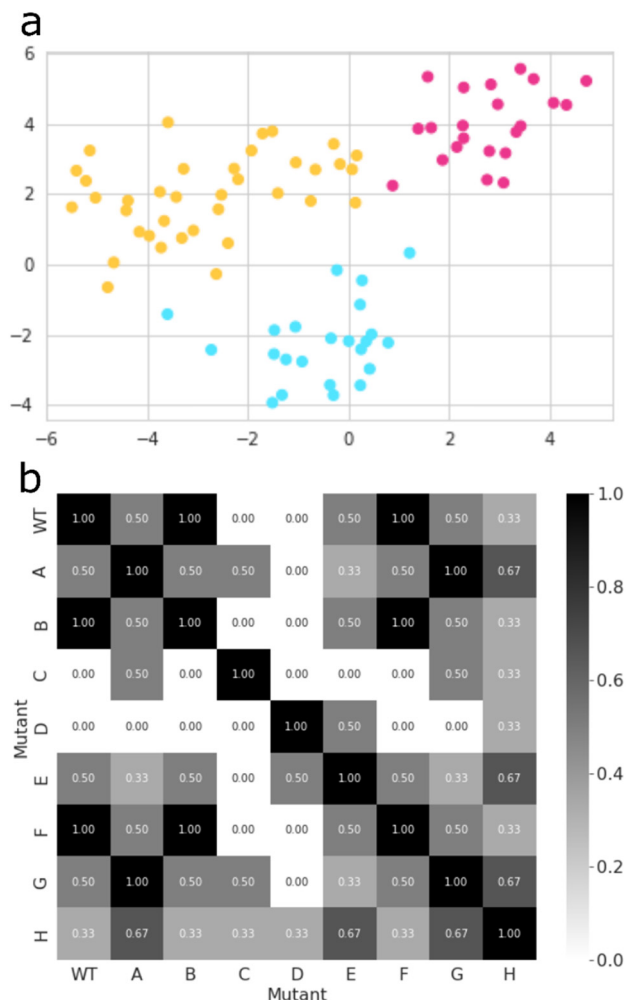 a
6
4
2
0
−2
−4
−6 −4 −2 0 2 4
b
WT 1.00 0.50 1.00 0.00 0.00 0.50 1.00 0.50 0.33
A 0.50 1.00 0.50 0.50 0.00 0.33 0.50 1.00 0.67
B 1.00 0.50 1.00 0.00 0.00 0.50 1.00 0.50 0.33
C 0.00 0.50 0.00 1.00 0.00 0.00 0.00 0.50 0.33
D 0.00 0.00 0.00 0.00 1.00 0.50 0.00 0.00 0.33
E 0.50 0.33 0.50 0.00 0.50 1.00 0.50 0.33 0.67
F 1.00 0.50 1.00 0.00 0.00 0.50 1.00 0.50 0.33
G 0.50 1.00 0.50 0.50 0.00 0.33 0.50 1.00 0.67
H 0.33 0.67 0.33 0.33 0.33 0.67 0.33 0.67 1.00
WT A B C D E F G H
Mutant
Mutant
1.0
0.8
0.6
0.4
0.2
0.0